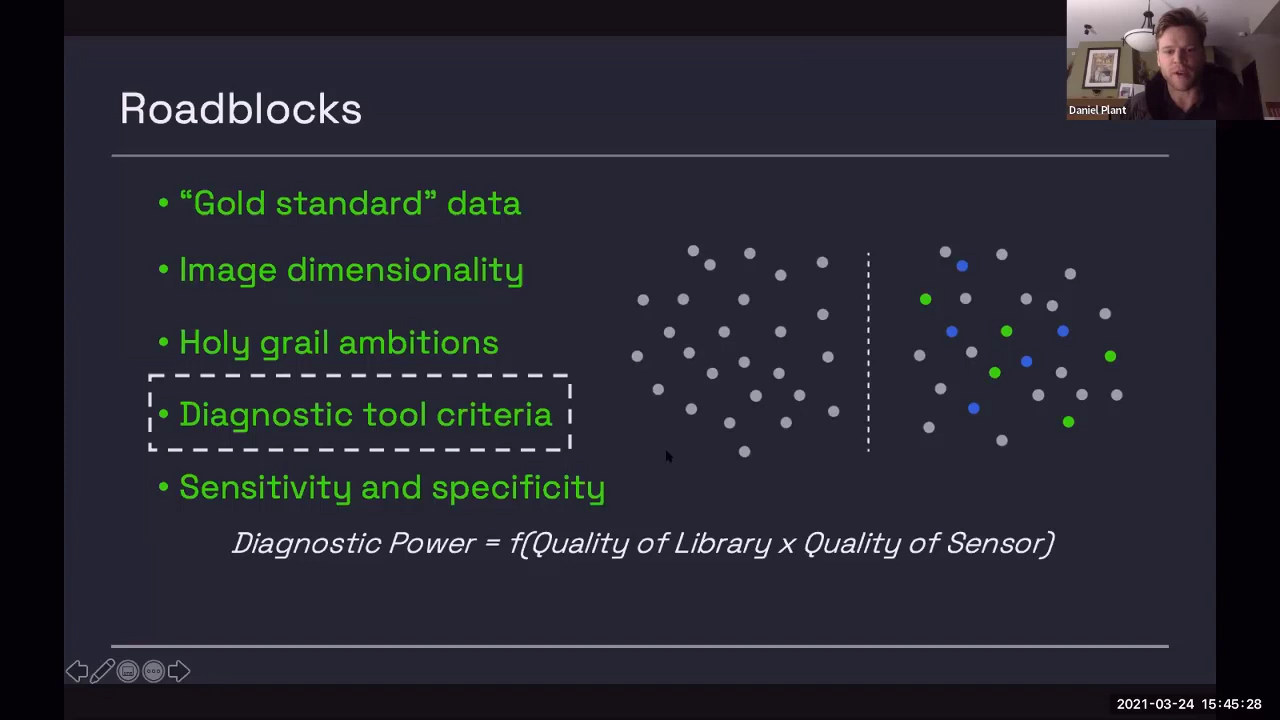 Daniel Plant
Roadblocks
• “Gold standard” data
• Image dimensionality
• Holy grail ambitions
• Diagnostic tool criteria
• Sensitivity and specificity
Diagnostic Power = f(Quality of Library x Quality of Sensor)
2021-03-24 15:45:28